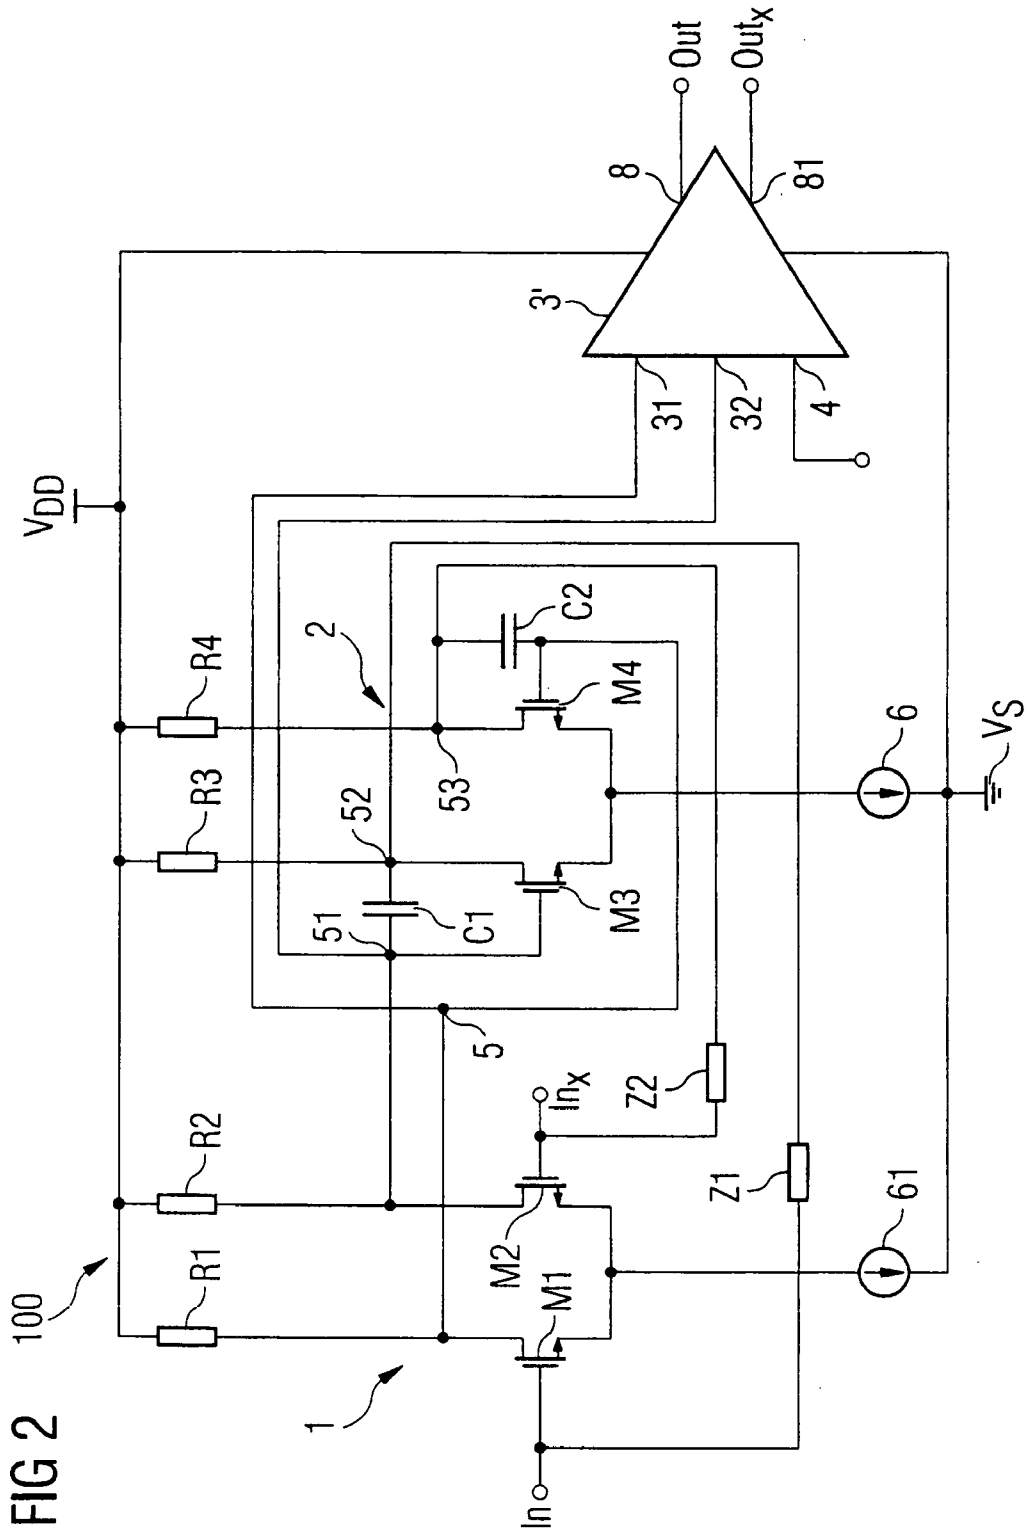 FIG 2
100
V_DD
R1
R2
R3
R4
1
2
3'
8
Out
Out_X
81
5
51
52
53
C1
C2
31
32
4
In
M1
M2
In_X
M3
M4
Z2
Z1
61
6
V_S